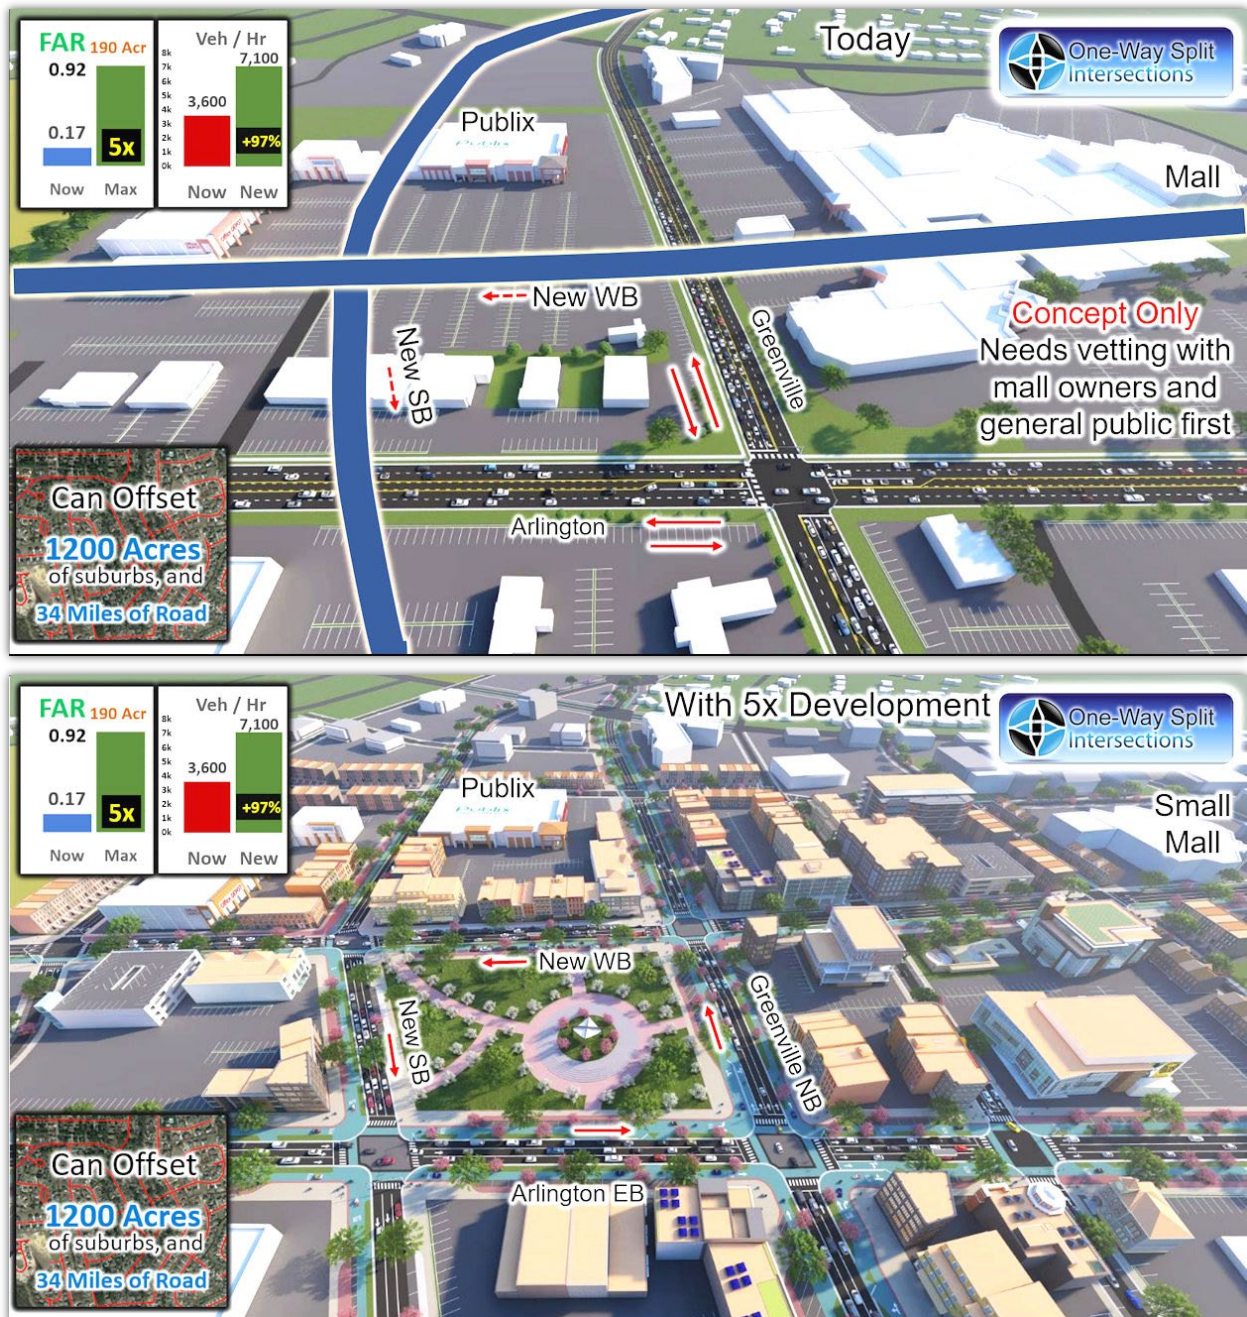 FAR 190 Acr
0.92
0.17
5x
Now Max
Veh / Hr
8k
7k
6k
5k
4k
3k
2k
1k
0k
7,100
3,600
+97%
Now New
Today
One-Way Split
Intersections
Publix
Publix
Mall
Office DEPOT
New WB
New SB
Greenville
Concept Only
Needs vetting with
mall owners and
general public first
Arlington
Can Offset
1200 Acres
of suburbs, and
34 Miles of Road
FAR 190 Acr
0.92
0.17
5x
Now Max
Veh / Hr
8k
7k
6k
5k
4k
3k
2k
1k
0k
7,100
3,600
+97%
Now New
With 5x Development
One-Way Split
Intersections
Publix
Publix
Small
Mall
New WB
New SB
Greenville NB
Arlington EB
Can Offset
1200 Acres
of suburbs, and
34 Miles of Road